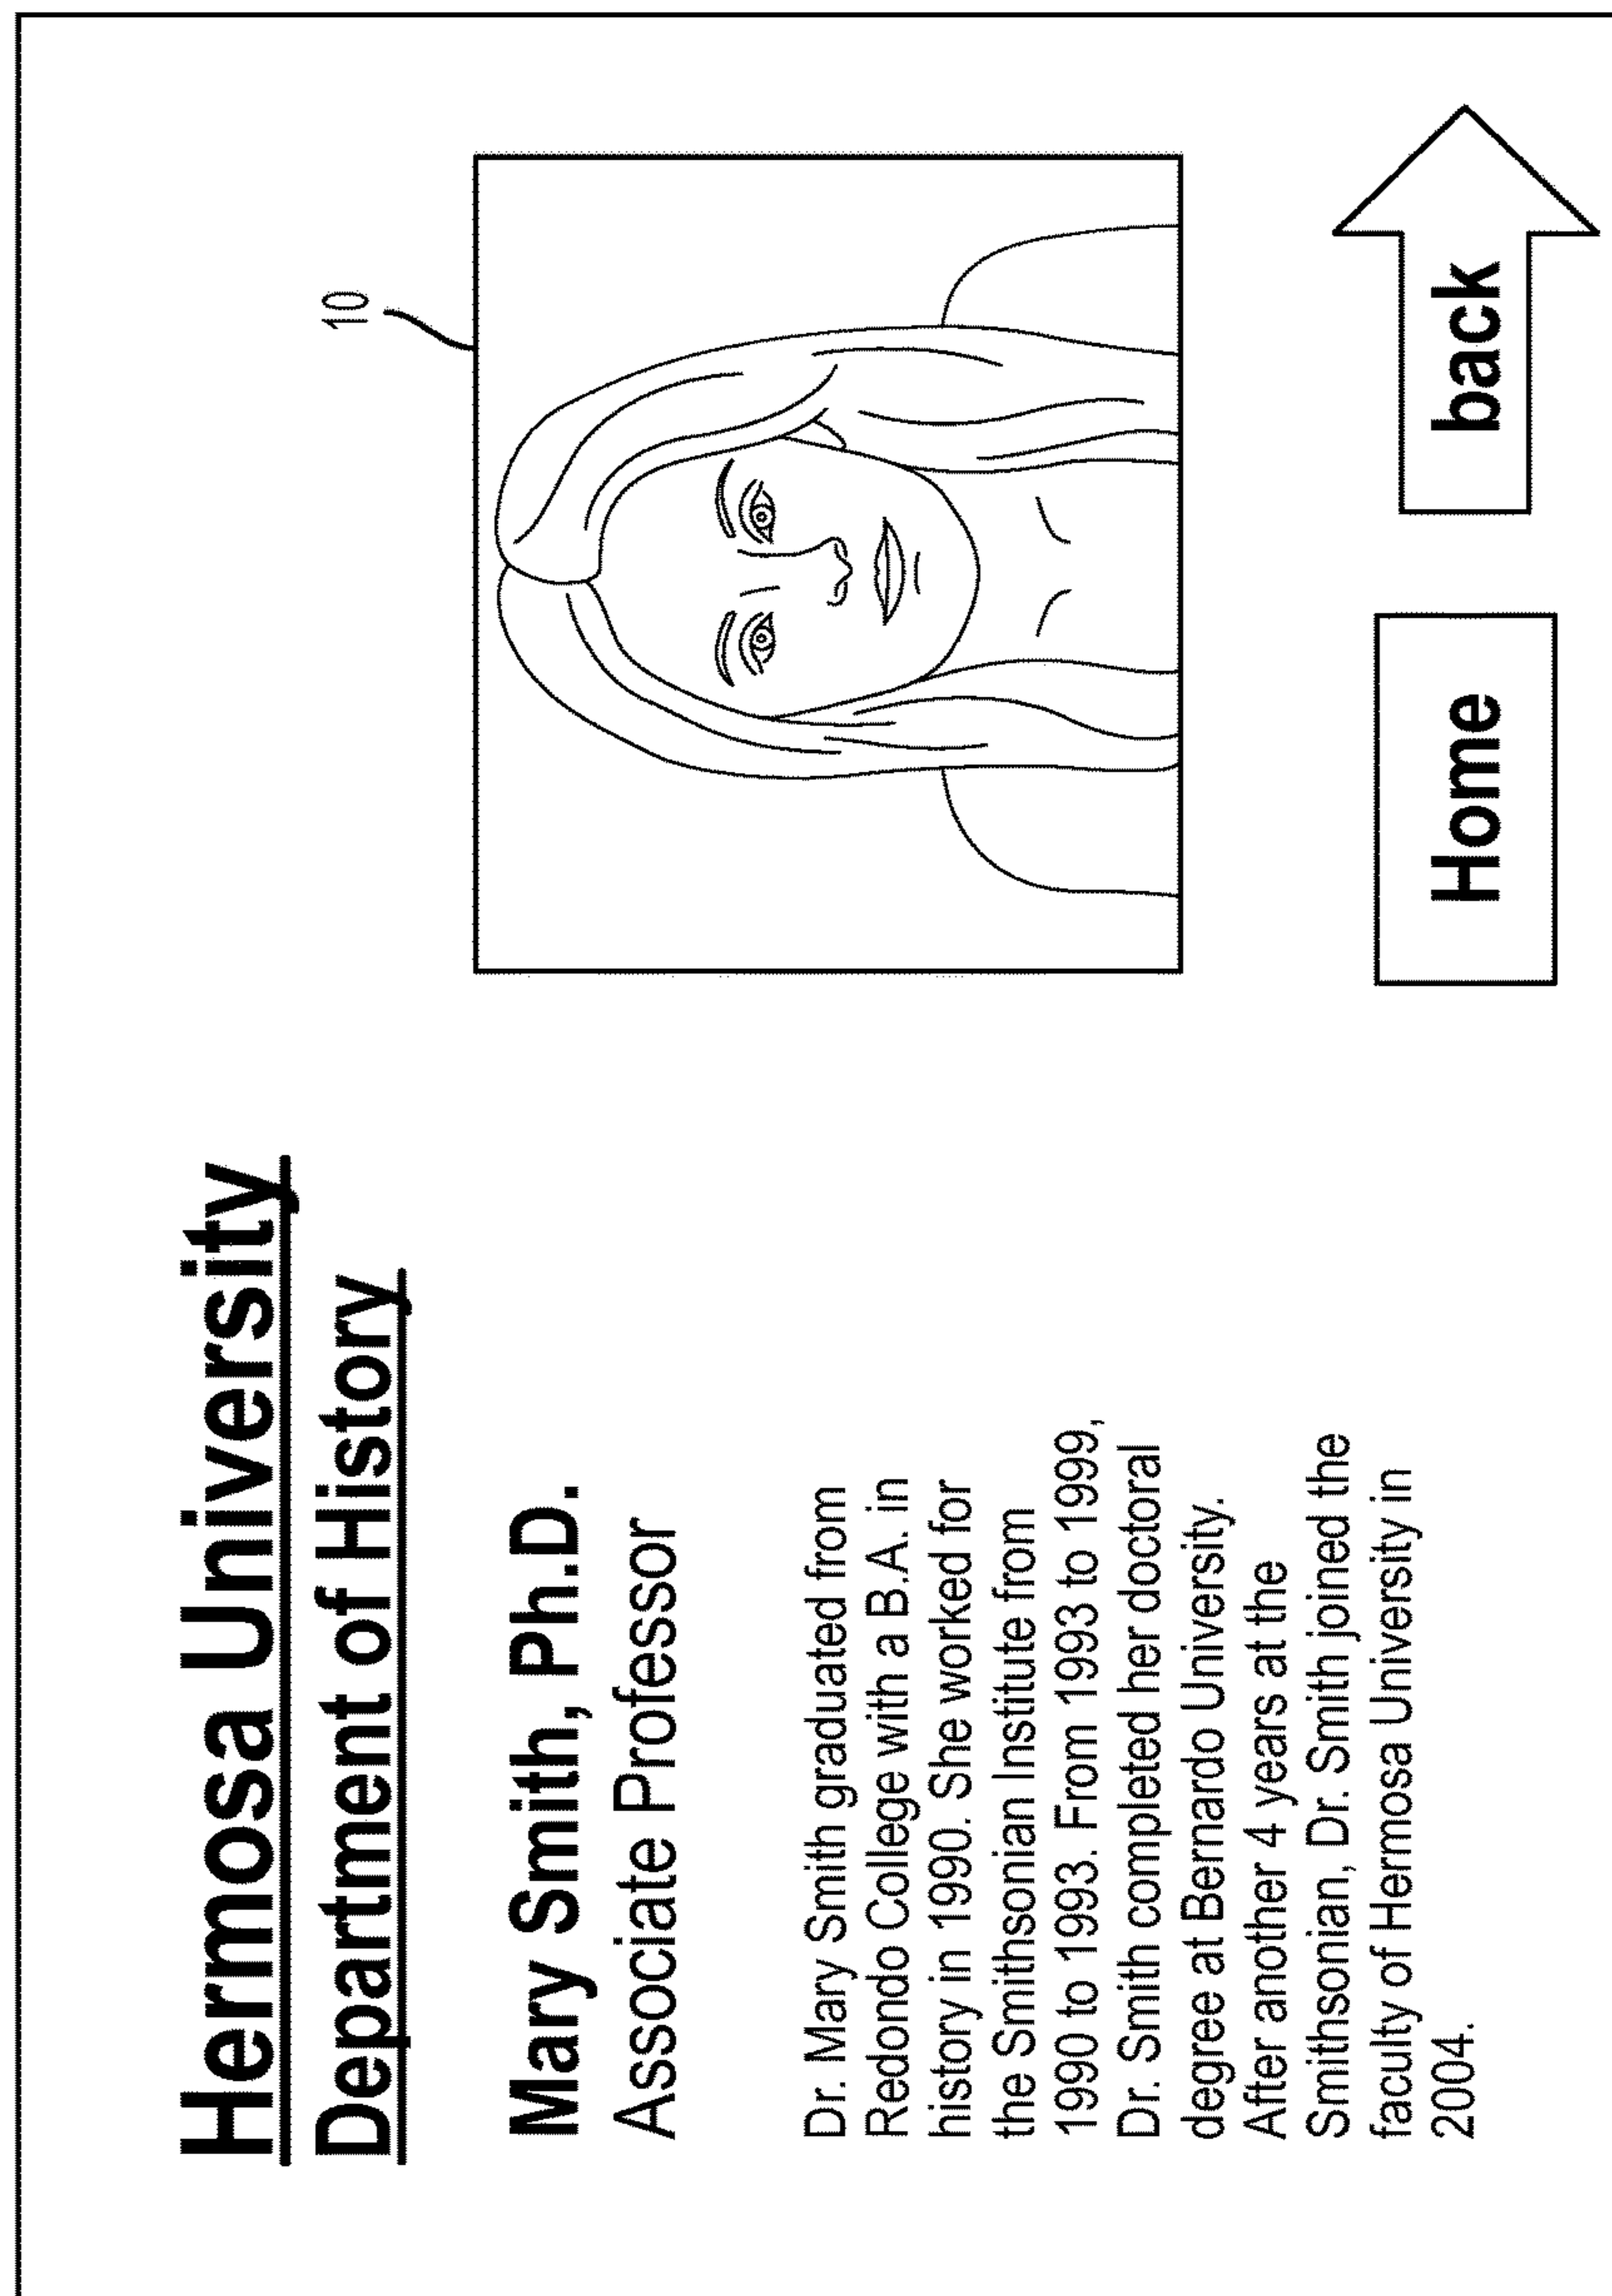 Hermosa University
Department of History
Mary Smith, Ph.D.
Associate Professor
Dr. Mary Smith graduated from
Redondo College with a B.A. in
history in 1990. She worked for
the Smithsonian Institute from
1990 to 1993. From 1993 to 1999,
Dr. Smith completed her doctoral
degree at Bernardo University.
After another 4 years at the
Smithsonian, Dr. Smith joined the
faculty of Hermosa University in
2004.
10
Home
back